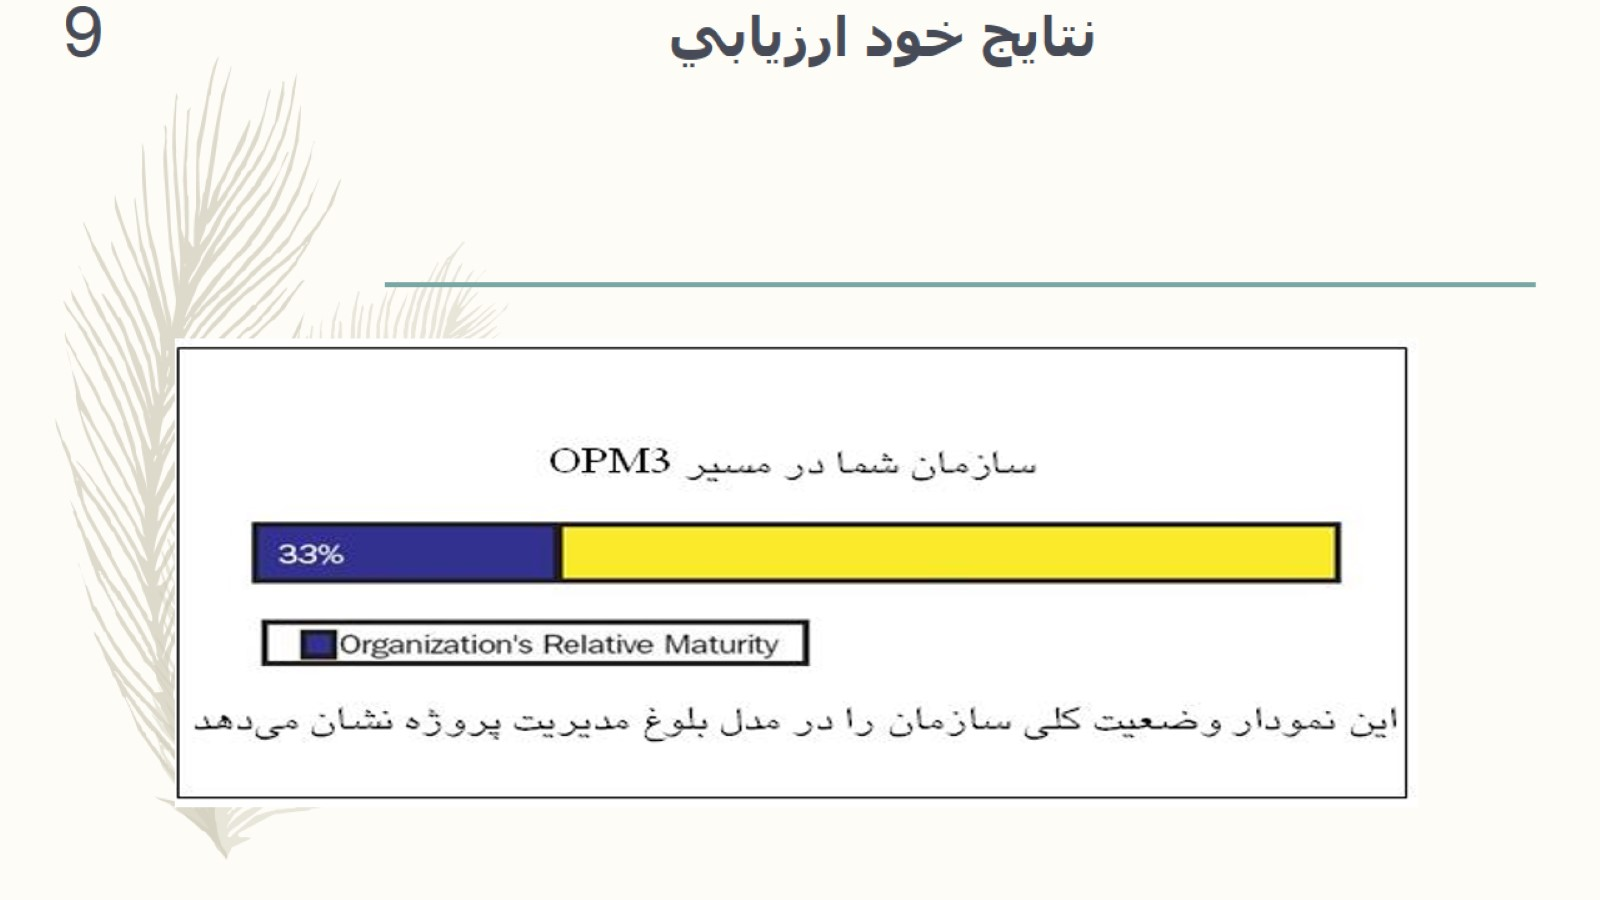 9
نتايج خود ارزيابي
سازمان شما در مسیر OPM3
33%
Organization's Relative Maturity
این نمودار وضعیت کلی سازمان را در مدل بلوغ مدیریت پروژه نشان می‌دهد